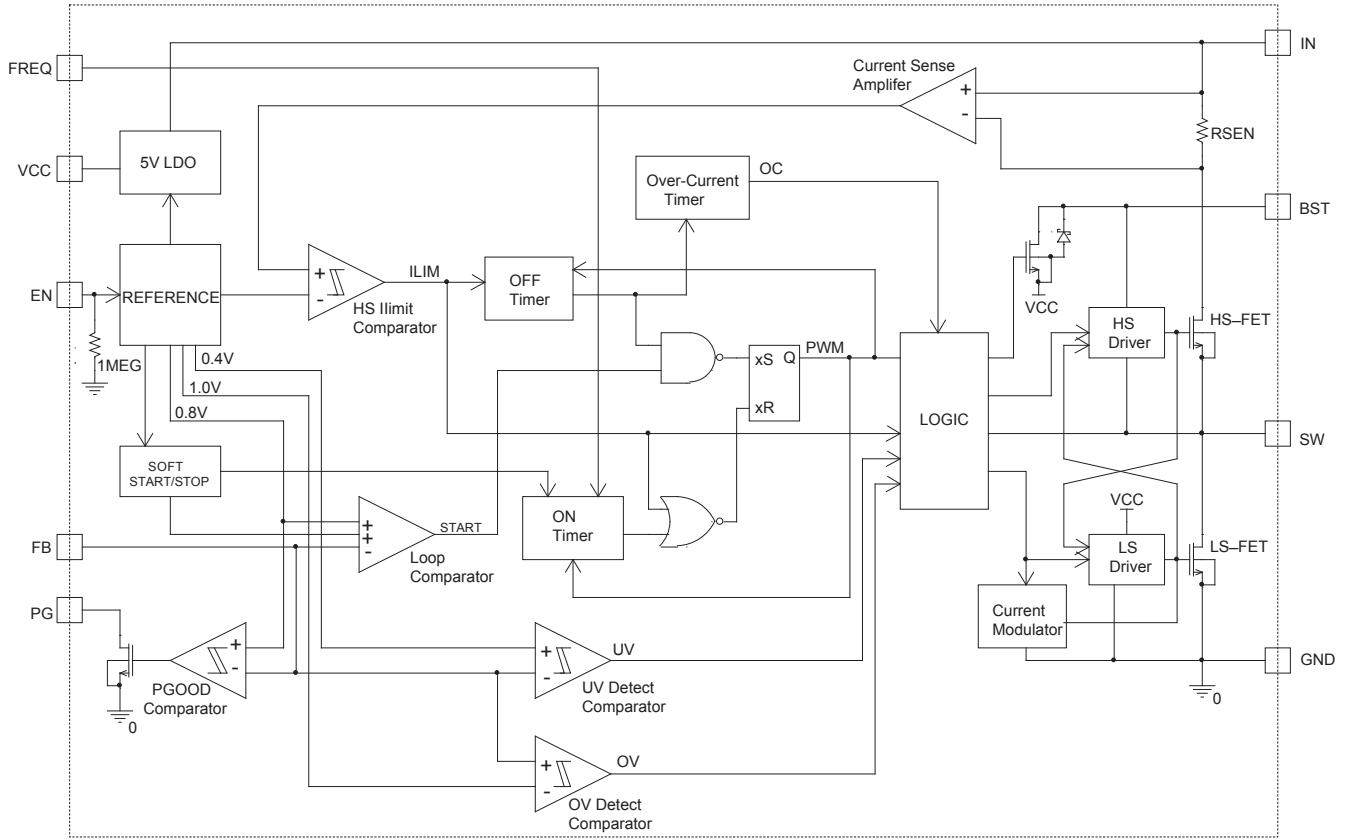 IN
FREQ
Current Sense
Amplifer
+
-
RSEN
VCC
5V LDO
Over-Current
Timer
OC
BST
EN
REFERENCE
+
-
HS Ilimit
Comparator
ILIM
OFF
Timer
VCC
HS
Driver
HS–FET
1MEG
0.4V
1.0V
0.8V
xS
Q
xR
PWM
LOGIC
SW
SOFT
START/STOP
+
+
-
START
Loop
Comparator
ON
Timer
VCC
LS
Driver
LS–FET
FB
PG
Current
Modulator
+
-
PGOOD
Comparator
0
+
-
UV
UV Detect
Comparator
GND
0
+
-
OV
OV Detect
Comparator